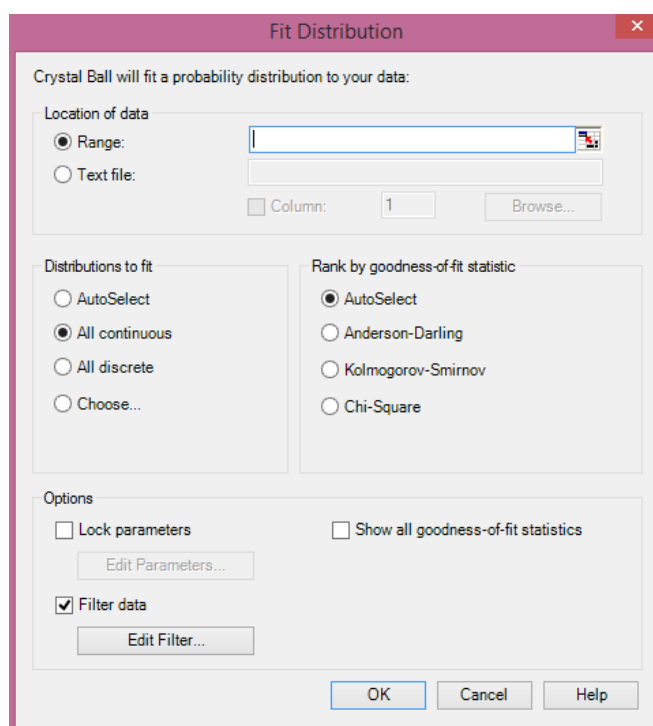 Fit Distribution
Crystal Ball will fit a probability distribution to your data:
Location of data
Range:
Text file:
Column: 1 Browse...
Distributions to fit
AutoSelect
All continuous
All discrete
Choose...
Rank by goodness-of-fit statistic
AutoSelect
Anderson-Darling
Kolmogorov-Smirnov
Chi-Square
Options
Lock parameters
Show all goodness-of-fit statistics
Edit Parameters...
Filter data
Edit Filter...
OK Cancel Help